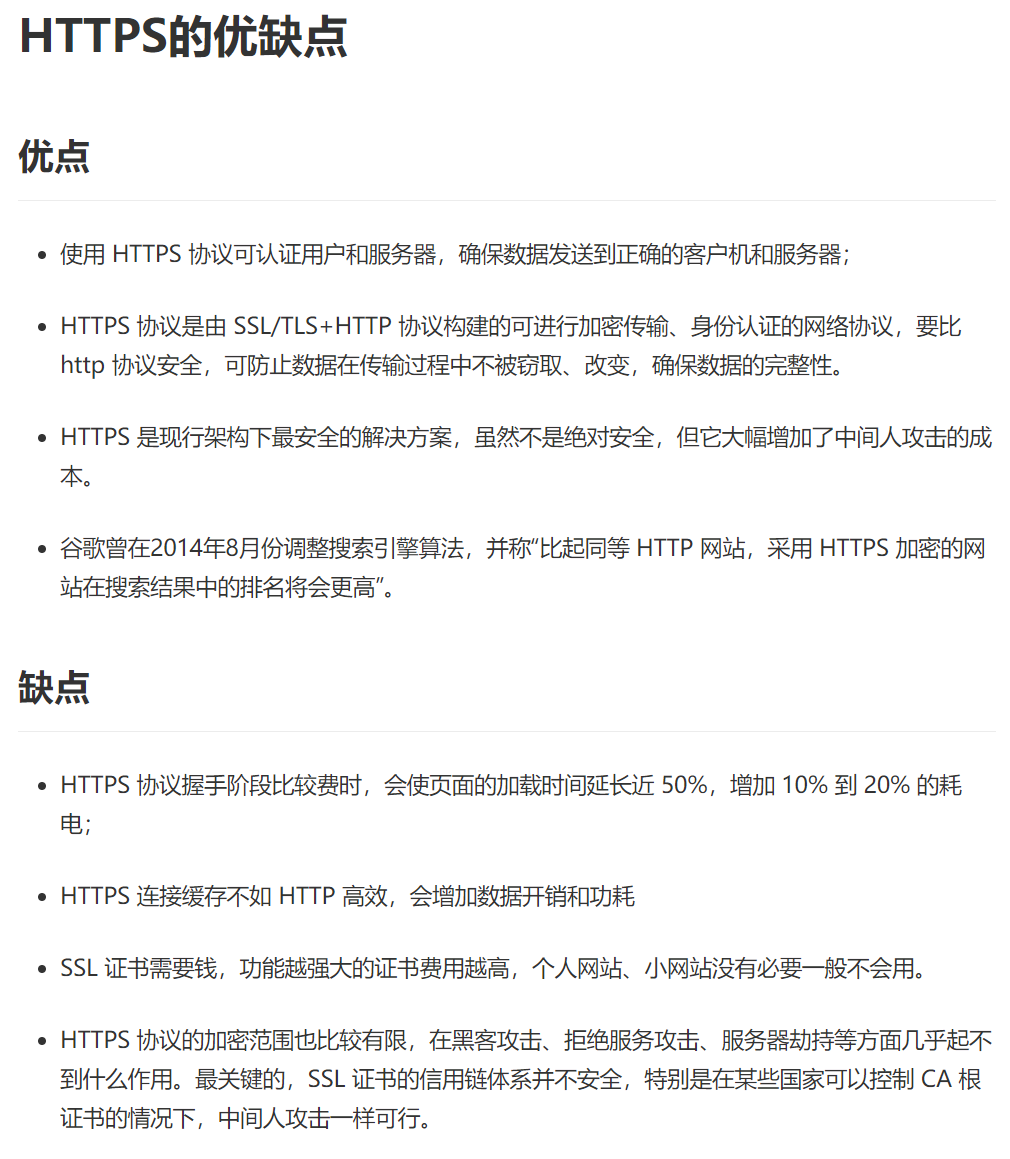 HTTPS的优缺点
优点
使用 HTTPS 协议可认证用户和服务器，确保数据发送到正确的客户机和服务器；
HTTPS 协议是由 SSL/TLS+HTTP 协议构建的可进行加密传输、身份认证的网络协议，要比
http 协议安全，可防止数据在传输过程中不被窃取、改变，确保数据的完整性。
HTTPS 是现行架构下最安全的解决方案，虽然不是绝对安全，但它大幅增加了中间人攻击的成
本。
谷歌曾在2014年8月份调整搜索引擎算法，并称“比起同等 HTTP 网站，采用 HTTPS 加密的网
站在搜索结果中的排名将会更高”。
缺点
HTTPS 协议握手阶段比较费时，会使页面的加载时间延长近 50%，增加 10% 到 20% 的耗
电；
HTTPS 连接缓存不如 HTTP 高效，会增加数据开销和功耗
SSL 证书需要钱，功能越强大的证书费用越高，个人网站、小网站没有必要一般不会用。
HTTPS 协议的加密范围也比较有限，在黑客攻击、拒绝服务攻击、服务器劫持等方面几乎起不
到什么作用。最关键的，SSL 证书的信用链体系并不安全，特别是在某些国家可以控制 CA 根
证书的情况下，中间人攻击一样可行。